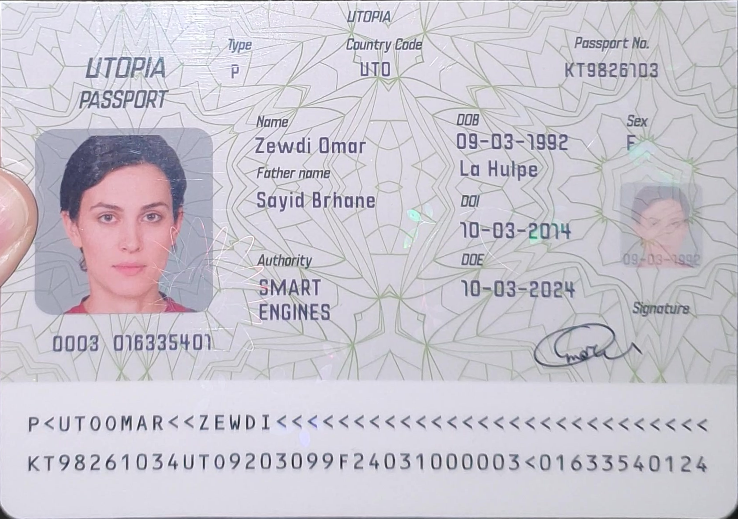 UTOPIA
UTOPIA
PASSPORT
Type
P
Country Code
UTO
Passport No.
KT9826103
Name
Zewdi Omar
Father name
Sayid Brhane
DOB
09-03-1992
La Hulpe
Sex
F
DOI
10-03-2014
Authority
SMART
ENGINES
DOE
10-03-2024
09-03-1992
Signature
Omar
0003 016335401
P<UTOOMAR<<ZEWDI<<<<<<<<<<<<<<<<<<<<<<<<<<<<
KT98261034UTO9203099F24031000003<01633540124